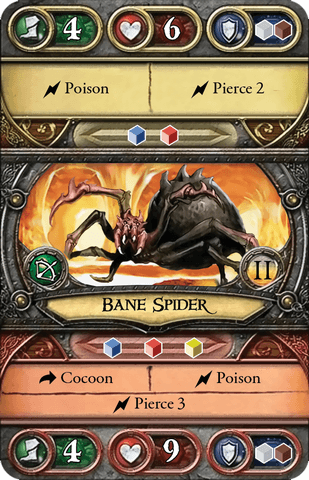 4 6
Poison Pierce 2
II
BANE SPIDER
Cocoon Poison
Pierce 3
4 9